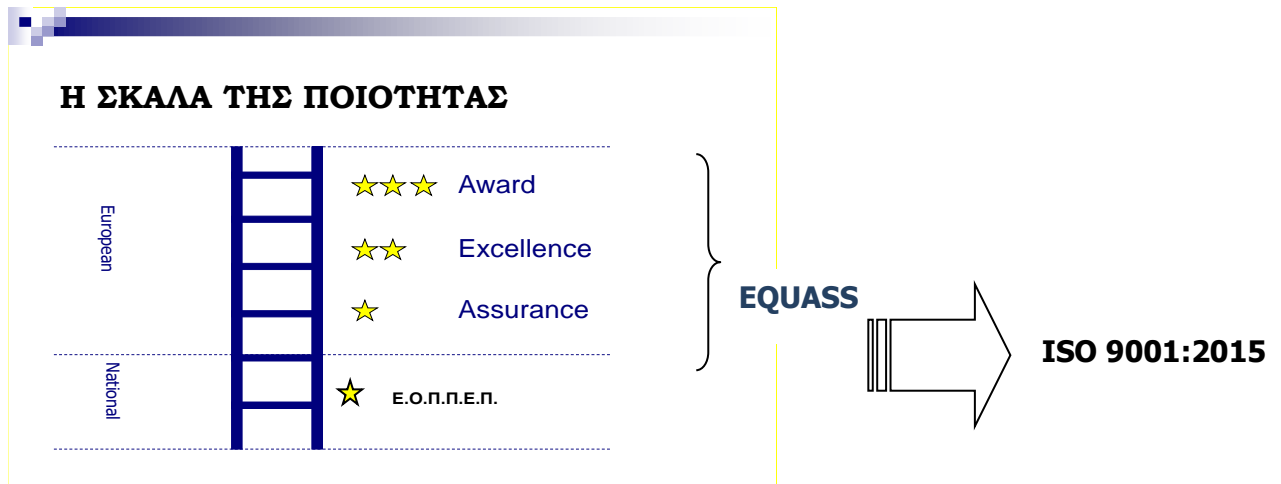 Η ΣΚΑΛΑ ΤΗΣ ΠΟΙΟΤΗΤΑΣ
European
Award
Excellence
Assurance
EQUASS
ISO 9001:2015
National
Ε.Ο.Π.Π.Ε.Π.